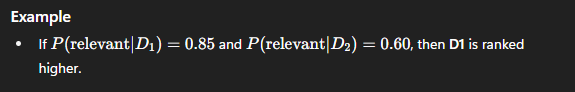 Example
• If P(relevant|D₁) = 0.85 and P(relevant|D₂) = 0.60, then D1 is ranked
higher.